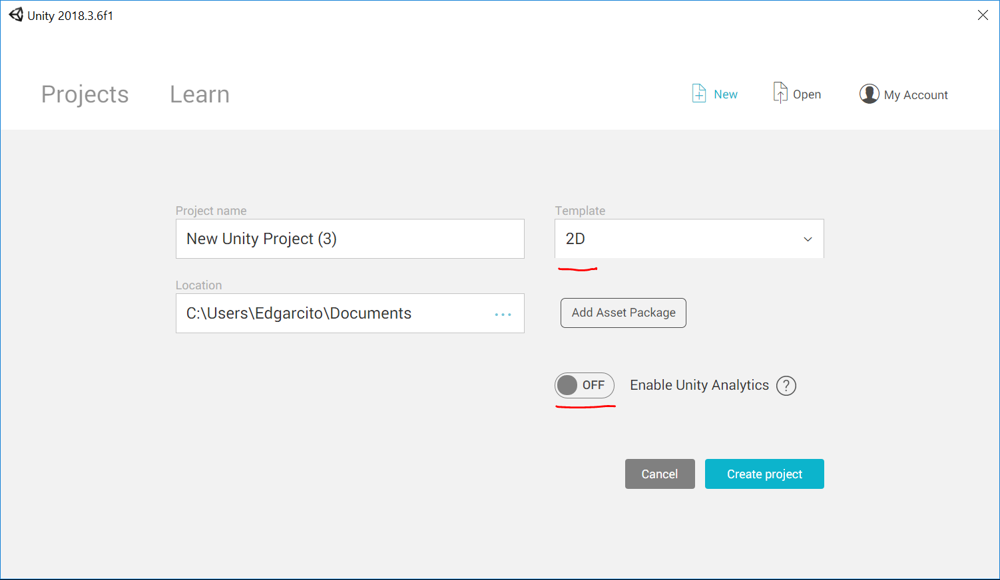 Unity 2018.3.6f1
Projects
Learn
New
Open
My Account
Project name
New Unity Project (3)
Template
2D
Location
C:\Users\Edgarcito\Documents
...
Add Asset Package
OFF
Enable Unity Analytics ?
Cancel
Create project